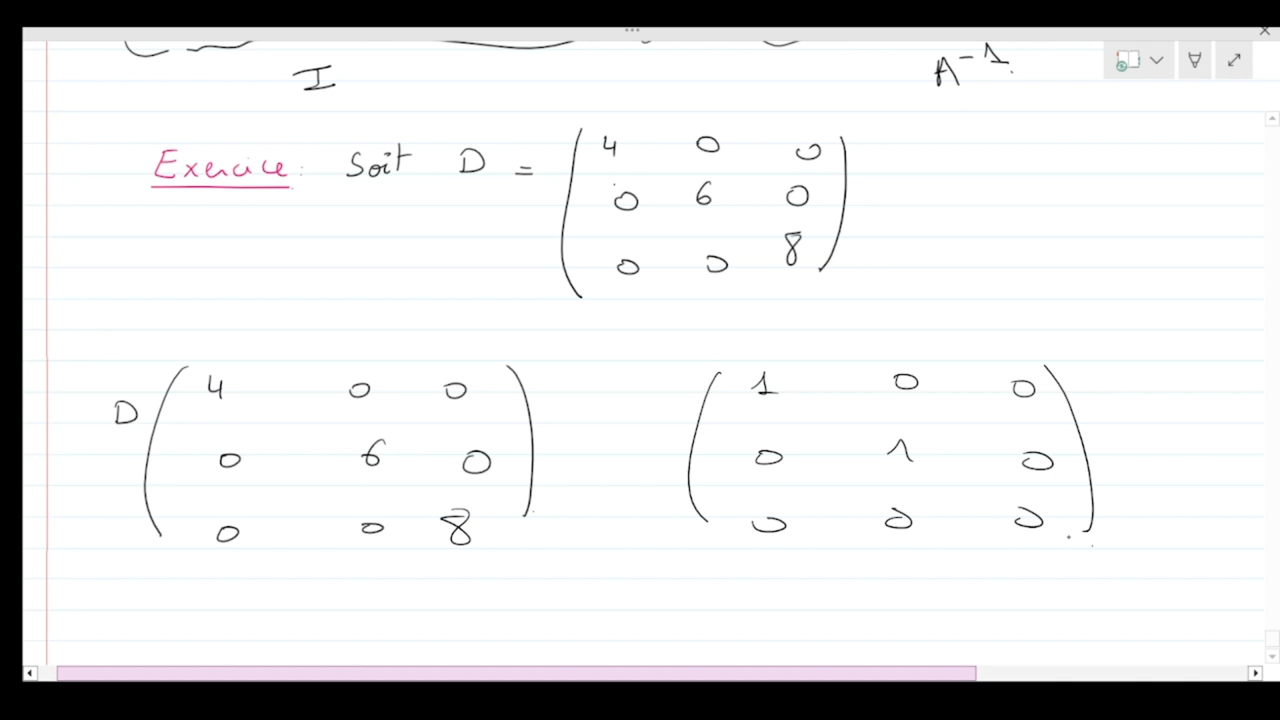 I A⁻¹.
Exercice : Soit D = ( 4 0 0
0 6 0
0 0 8 )
D ( 4 0 0 ) ( 1 0 0 )
0 6 0 0 1 0
0 0 8 0 0 0